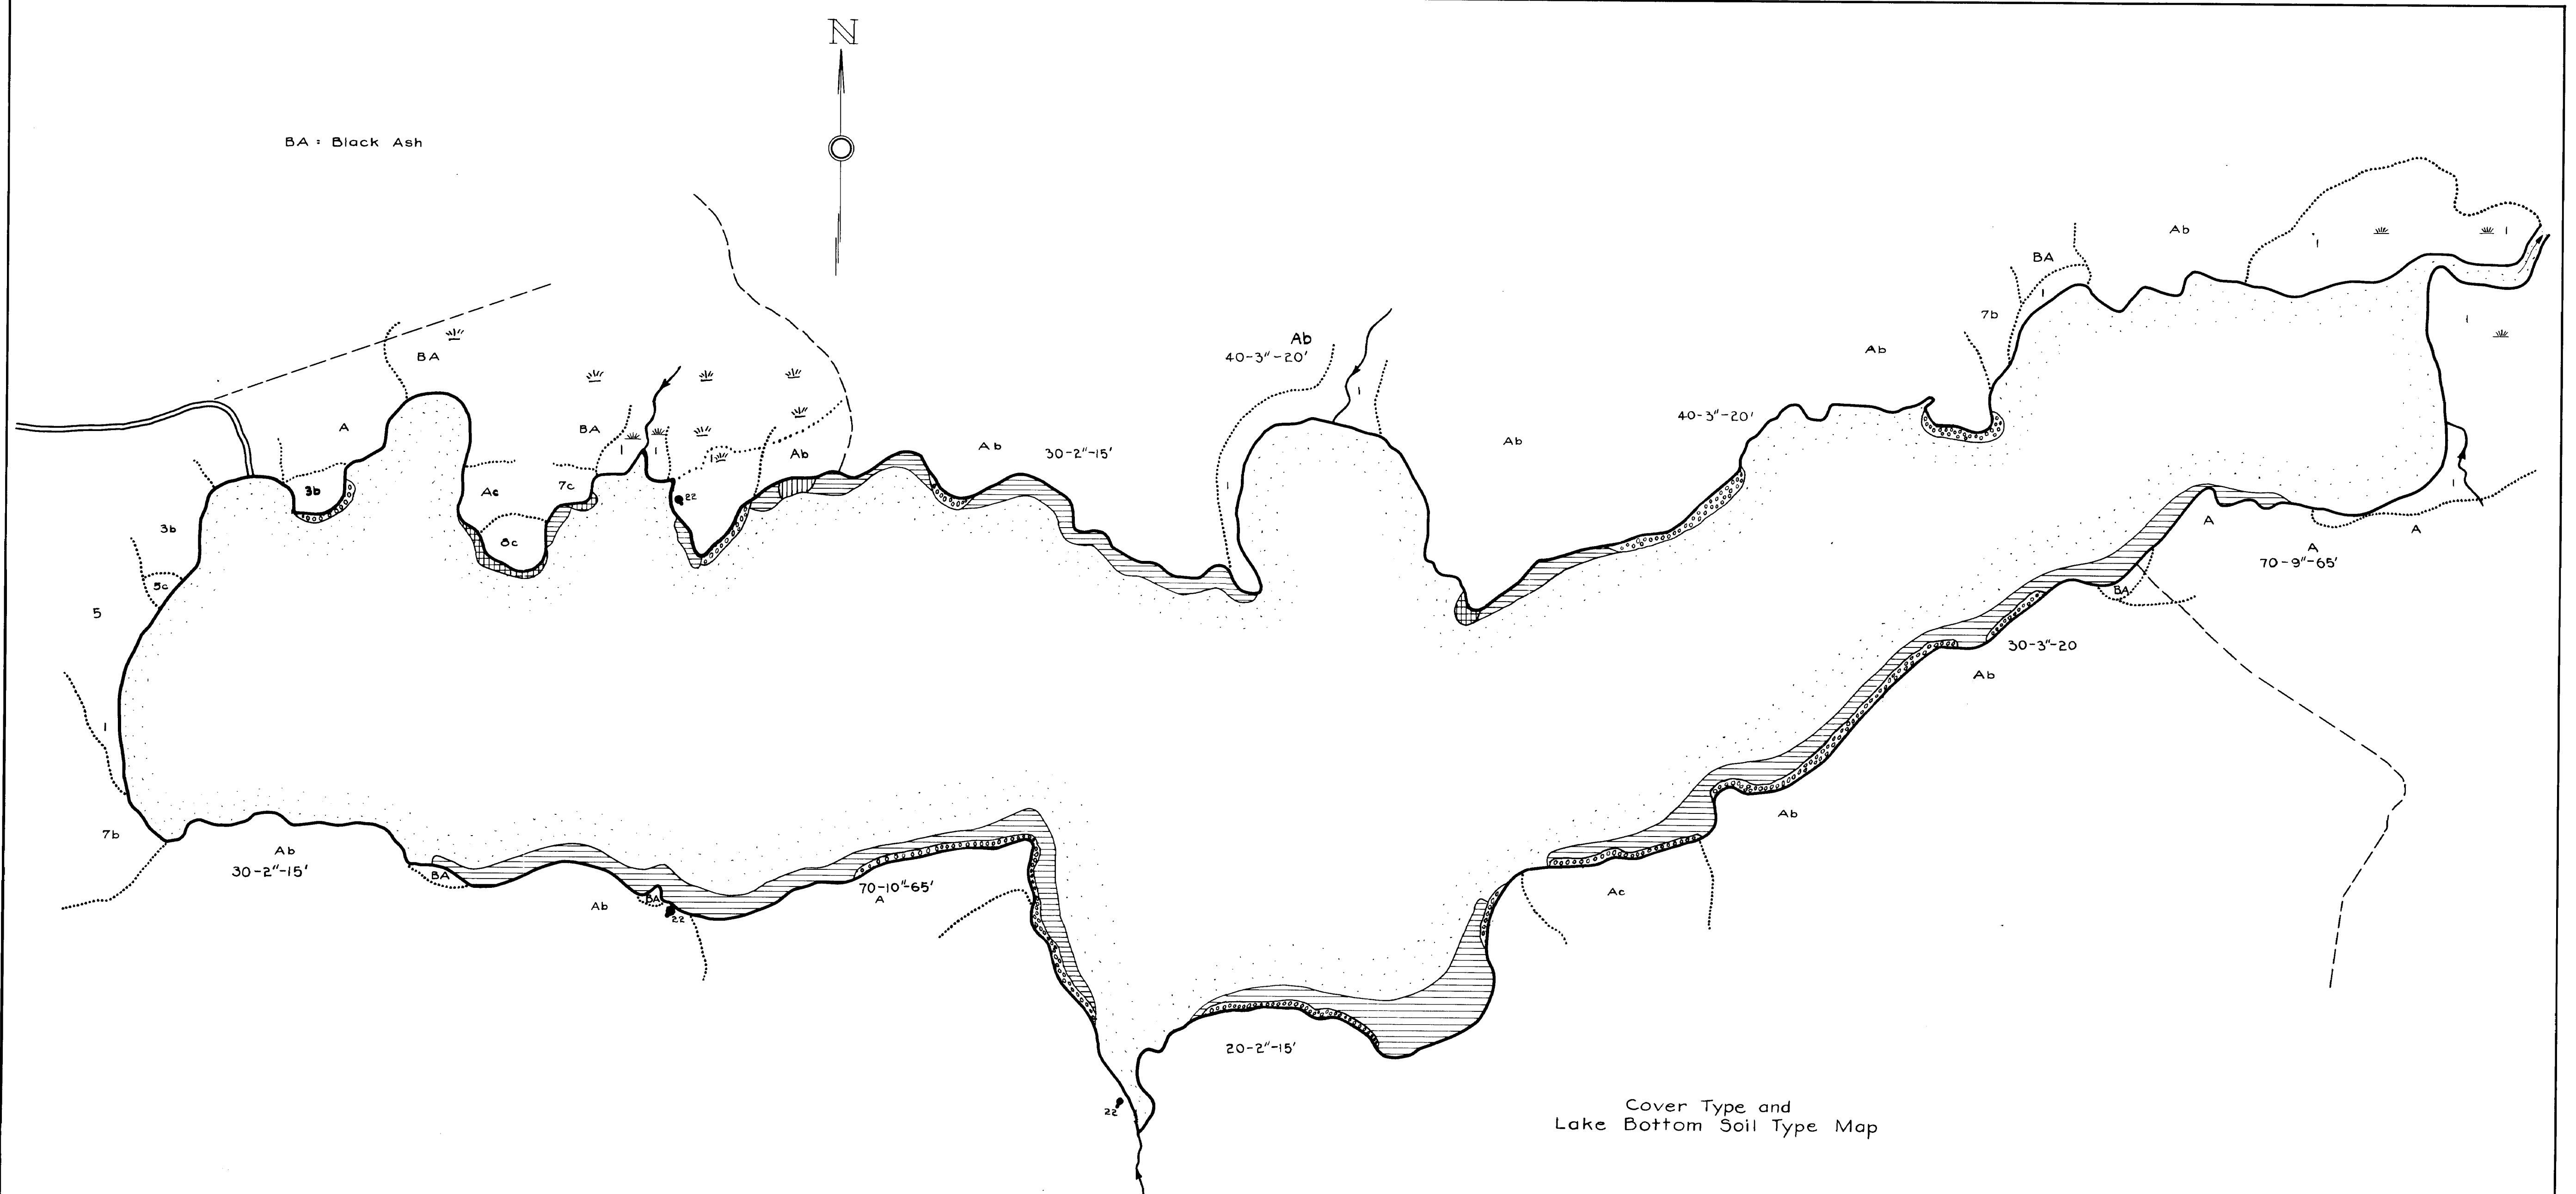 N
BA : Black Ash
Ab
1
1
BA
1
7b
1
Ab
40-3"-20'
1
Ab
BA
A
BA
1
1
1
Ab
Ab
30-2"-15'
40-3"-20'
Ab
3b
Ac
7c
22
1
1
3b
8c
A
A
A
70-9"-65'
5c
5
BA
30-3"-20
Ab
1
7b
Ab
30-2"-15'
Ab
BA
70-10"-65'
A
Ac
Ab
BA
22
20-2"-15'
22
Cover Type and
Lake Bottom Soil Type Map